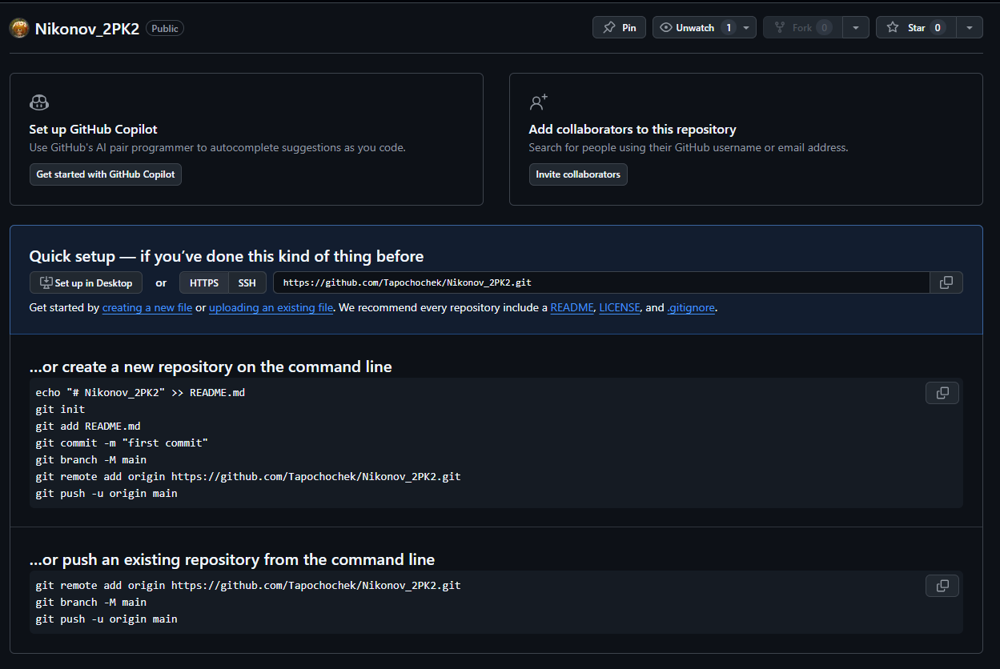 Nikonov_2PK2 Public Pin Unwatch 1 Fork 0 Star 0
Set up GitHub Copilot
Use GitHub's AI pair programmer to autocomplete suggestions as you code.
Get started with GitHub Copilot
Add collaborators to this repository
Search for people using their GitHub username or email address.
Invite collaborators
Quick setup — if you've done this kind of thing before
Set up in Desktop or HTTPS SSH https://github.com/Tapochochek/Nikonov_2PK2.git
Get started by creating a new file or uploading an existing file. We recommend every repository include a README, LICENSE, and .gitignore.
…or create a new repository on the command line
echo "# Nikonov_2PK2" >> README.md
git init
git add README.md
git commit -m "first commit"
git branch -M main
git remote add origin https://github.com/Tapochochek/Nikonov_2PK2.git
git push -u origin main
…or push an existing repository from the command line
git remote add origin https://github.com/Tapochochek/Nikonov_2PK2.git
git branch -M main
git push -u origin main